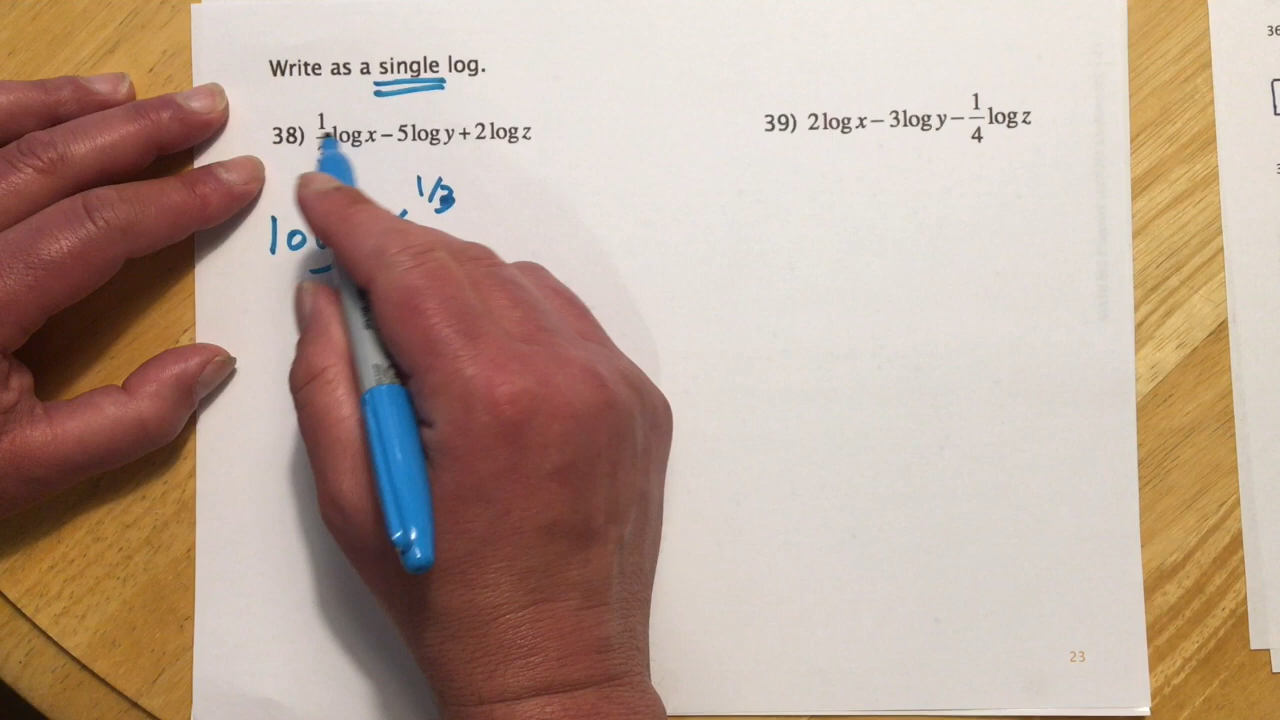 Write as a single log.
38) 1 log x – 5 log y + 2 log z
39) 2 log x – 3 log y – 1/4 log z
1/3
23
36